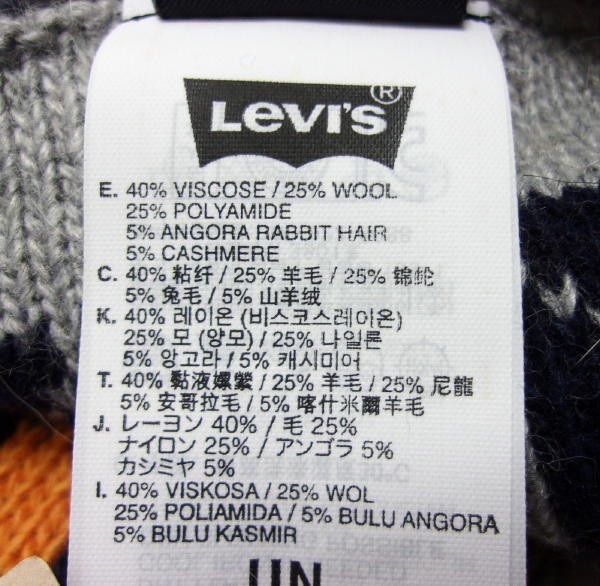 Levi's®
E. 40% VISCOSE / 25% WOOL
25% POLYAMIDE
5% ANGORA RABBIT HAIR
5% CASHMERE
C. 40% 粘纤 / 25% 羊毛 / 25% 锦蛇
5% 兔毛 / 5% 山羊绒
K. 40% 레이온 (비스코스레이온)
25% 모 (양모) / 25% 나일론
5% 앙고라 / 5% 캐시미어
T. 40% 黏液嫘縈 / 25% 羊毛 / 25% 尼龍
5% 安哥拉毛 / 5% 喀什米爾羊毛
J. レーヨン 40% / 毛 25%
ナイロン 25% / アンゴラ 5%
カシミヤ 5%
I. 40% VISKOSA / 25% WOL
25% POLIAMIDA / 5% BULU ANGORA
5% BULU KASMIR